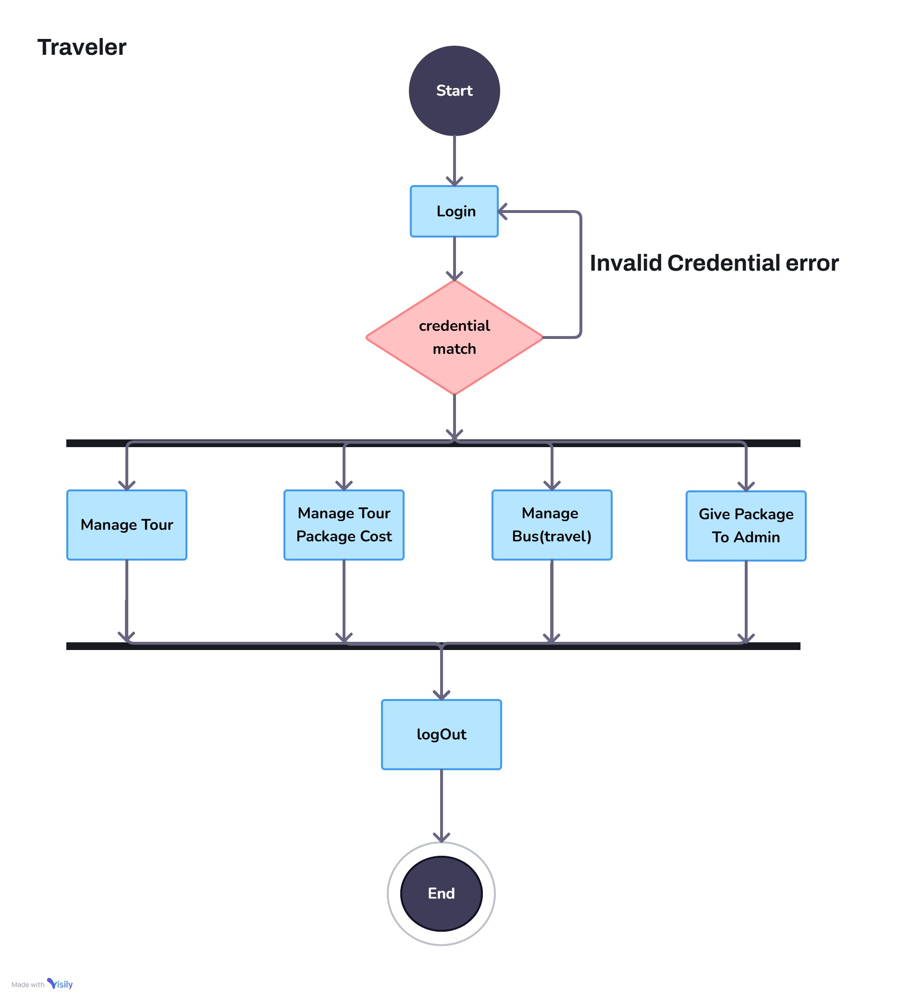 Traveler
Start
Login
Invalid Credential error
credential
match
Manage Tour
Manage Tour
Package Cost
Manage
Bus(travel)
Give Package
To Admin
logOut
End
Made with Visily